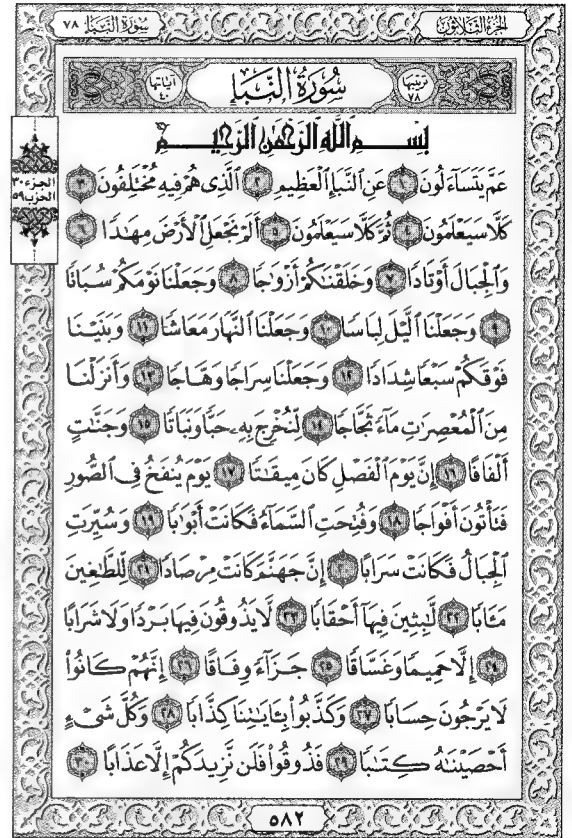 الجزء الثلاثون
سورة النبإ ٧٨
ترتيبها ٧٨
سُورَةُ النَّبَإِ
آياتها ٤٠
بِسۡمِ ٱللَّهِ ٱلرَّحۡمَٰنِ ٱلرَّحِيمِ
الجزء ٣٠
الحزب ٥٩
عَمَّ يَتَسَآءَلُونَ ١ عَنِ ٱلنَّبَإِ ٱلۡعَظِيمِ ٢ ٱلَّذِي هُمۡ فِيهِ مُخۡتَلِفُونَ ٣
كَلَّا سَيَعۡلَمُونَ ٤ ثُمَّ كَلَّا سَيَعۡلَمُونَ ٥ أَلَمۡ نَجۡعَلِ ٱلۡأَرۡضَ مِهَٰدٗا ٦
وَٱلۡجِبَالَ أَوۡتَادٗا ٧ وَخَلَقۡنَٰكُمۡ أَزۡوَٰجٗا ٨ وَجَعَلۡنَا نَوۡمَكُمۡ سُبَاتٗا
٩ وَجَعَلۡنَا ٱلَّيۡلَ لِبَاسٗا ١٠ وَجَعَلۡنَا ٱلنَّهَارَ مَعَاشٗا ١١ وَبَنَيۡنَا
فَوۡقَكُمۡ سَبۡعٗا شِدَادٗا ١٢ وَجَعَلۡنَا سِرَاجٗا وَهَّاجٗا ١٣ وَأَنزَلۡنَا
مِنَ ٱلۡمُعۡصِرَٰتِ مَآءٗ ثَجَّاجٗا ١٤ لِّنُخۡرِجَ بِهِۦ حَبّٗا وَنَبَاتٗا ١٥ وَجَنَّٰتٍ
أَلۡفَافًا ١٦ إِنَّ يَوۡمَ ٱلۡفَصۡلِ كَانَ مِيقَٰتٗا ١٧ يَوۡمَ يُنفَخُ فِي ٱلصُّورِ
فَتَأۡتُونَ أَفۡوَاجٗا ١٨ وَفُتِحَتِ ٱلسَّمَآءُ فَكَانَتۡ أَبۡوَٰبٗا ١٩ وَسُيِّرَتِ
ٱلۡجِبَالُ فَكَانَتۡ سَرَابًا ٢٠ إِنَّ جَهَنَّمَ كَانَتۡ مِرۡصَادٗا ٢١ لِّلطَّٰغِينَ
مَـَٔابٗا ٢٢ لَّٰبِثِينَ فِيهَآ أَحۡقَابٗا ٢٣ لَّا يَذُوقُونَ فِيهَا بَرۡدٗا وَلَا شَرَابًا
٢٤ إِلَّا حَمِيمٗا وَغَسَّاقٗا ٢٥ جَزَآءٗ وِفَاقًا ٢٦ إِنَّهُمۡ كَانُواْ
لَا يَرۡجُونَ حِسَابٗا ٢٧ وَكَذَّبُواْ بِـَٔايَٰتِنَا كِذَّابٗا ٢٨ وَكُلَّ شَيۡءٍ
أَحۡصَيۡنَٰهُ كِتَٰبٗا ٢٩ فَذُوقُواْ فَلَن نَّزِيدَكُمۡ إِلَّا عَذَابًا ٣٠
٥٨٢